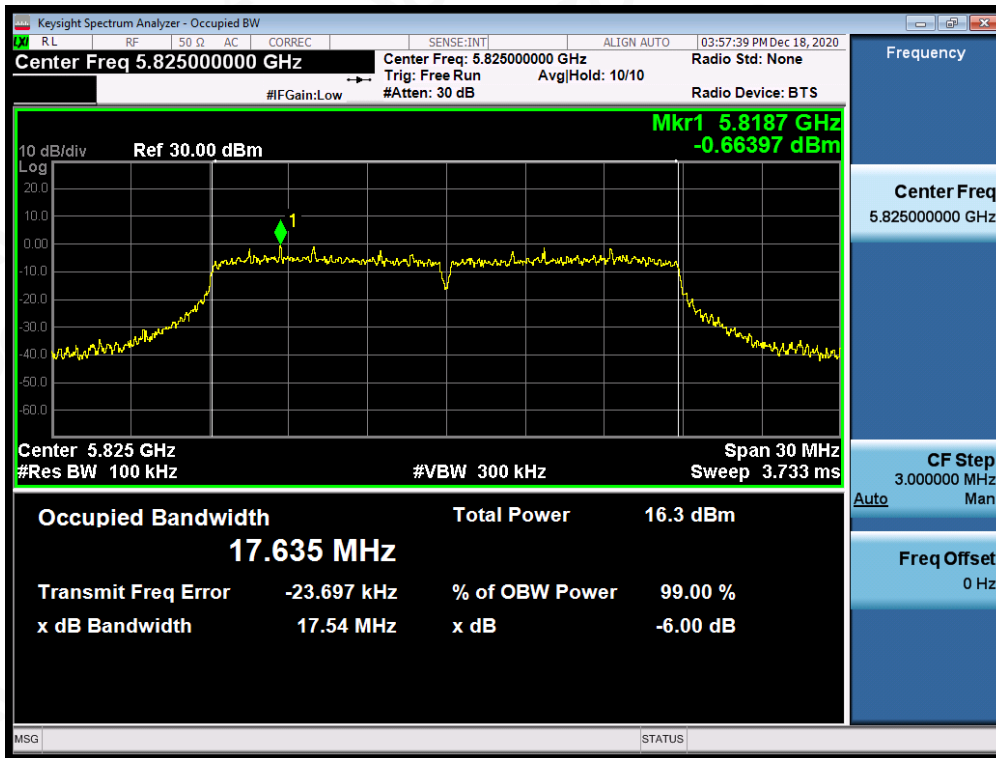 Keysight Spectrum Analyzer - Occupied BW
LXI RL RF 50 Ω AC CORREC SENSE:INT ALIGN AUTO 03:57:39 PM Dec 18, 2020
Center Freq 5.825000000 GHz
Center Freq: 5.825000000 GHz
Radio Std: None
Trig: Free Run Avg|Hold: 10/10
#IFGain:Low
#Atten: 30 dB
Radio Device: BTS
Mkr1 5.8187 GHz
-0.66397 dBm
10 dB/div Ref 30.00 dBm
Log
20.0
10.0
0.00
-10.0
-20.0
-30.0
-40.0
-50.0
-60.0
1
Center 5.825 GHz
Span 30 MHz
#Res BW 100 kHz
#VBW 300 kHz
Sweep 3.733 ms
Occupied Bandwidth
17.635 MHz
Total Power 16.3 dBm
Transmit Freq Error -23.697 kHz
% of OBW Power 99.00 %
x dB Bandwidth 17.54 MHz
x dB -6.00 dB
Frequency
Center Freq
5.825000000 GHz
CF Step
3.000000 MHz
Auto Man
Freq Offset
0 Hz
MSG
STATUS